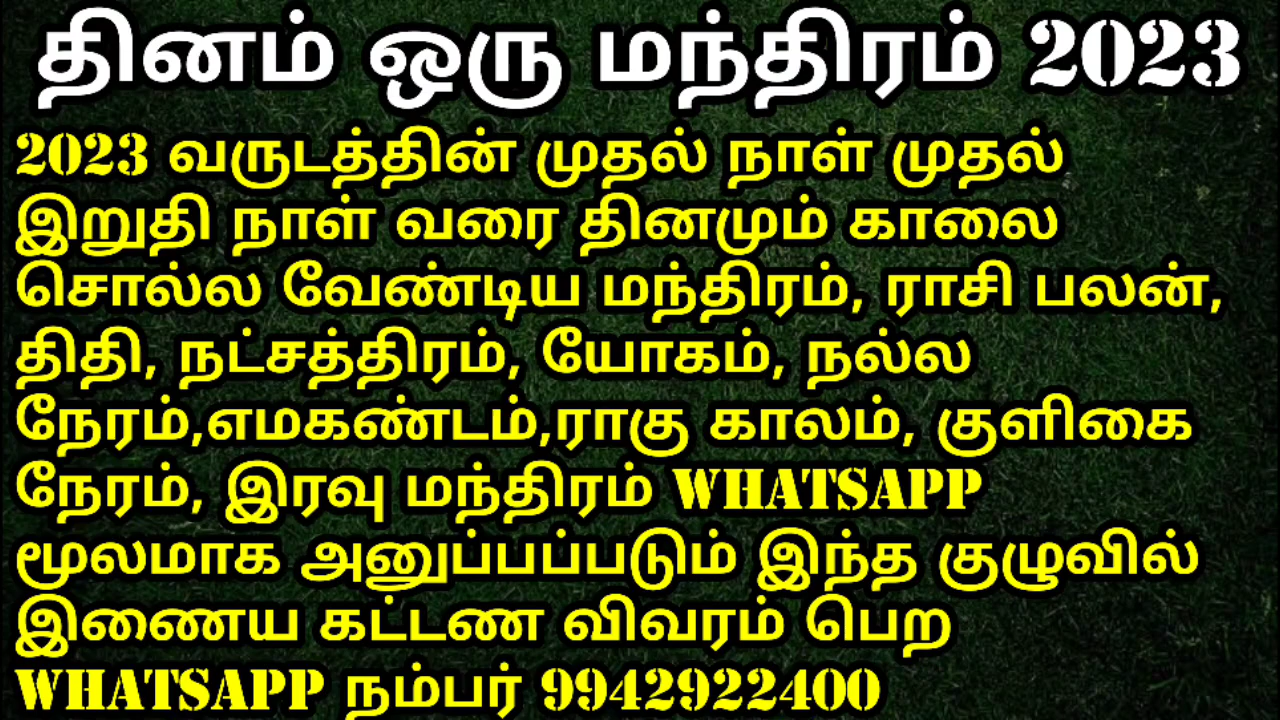 தினம் ஒரு மந்திரம் 2023
2023 வருடத்தின் முதல் நாள் முதல்
இறுதி நாள் வரை தினமும் காலை
சொல்ல வேண்டிய மந்திரம், ராசி பலன்,
திதி, நட்சத்திரம், யோகம், நல்ல
நேரம்,எமகண்டம்,ராகு காலம், குளிகை
நேரம், இரவு மந்திரம் WHATSAPP
மூலமாக அனுப்பப்படும் இந்த குழுவில்
இணைய கட்டண விவரம் பெற
WHATSAPP நம்பர் 9942922400